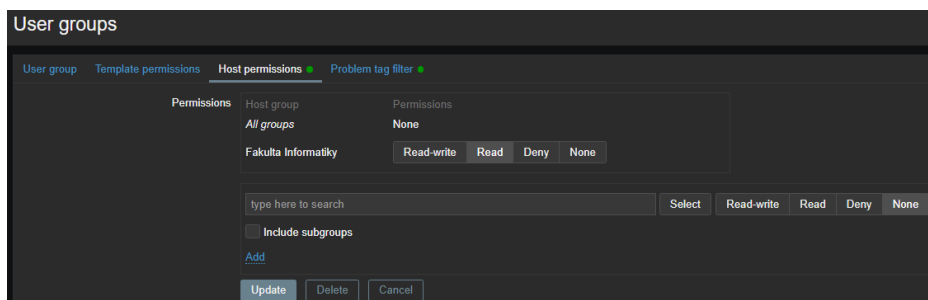 User groups
User group Template permissions Host permissions Problem tag filter
Permissions Host group Permissions
All groups None
Fakulta Informatiky Read-write Read Deny None
type here to search Select Read-write Read Deny None
Include subgroups
Add
Update Delete Cancel